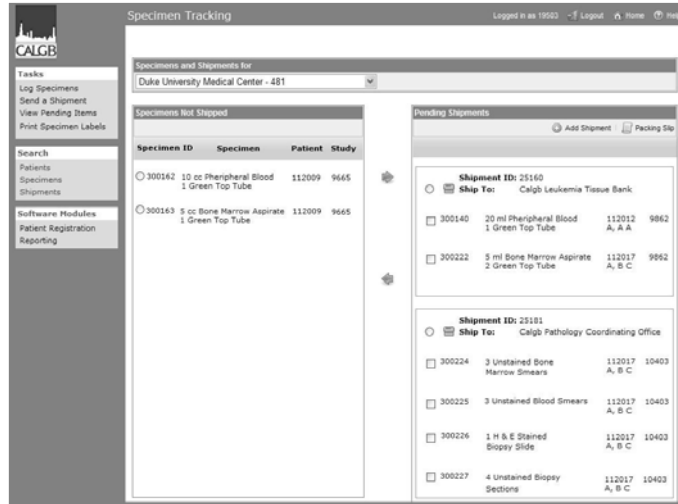 Specimen Tracking
Logged in as 19503 Logout Home Help
CALGB
Tasks
Log Specimens
Send a Shipment
View Pending Items
Print Specimen Labels
Search
Patients
Specimens
Shipments
Software Modules
Patient Registration
Reporting
Specimens and Shipments for
Duke University Medical Center - 481
Specimens Not Shipped
Specimen ID Specimen Patient Study
300162 10 cc Pheripheral Blood 112009 9665
1 Green Top Tube
300163 5 cc Bone Marrow Aspirate 112009 9665
1 Green Top Tube
Pending Shipments
Add Shipment Packing Slip
Shipment ID: 25160
Ship To: Calgb Leukemia Tissue Bank
300140 20 ml Pheripheral Blood 112012 9862
1 Green Top Tube A, A A
300222 5 ml Bone Marrow Aspirate 112017 9862
2 Green Top Tube A, B C
Shipment ID: 25181
Ship To: Calgb Pathology Coordinating Office
300224 3 Unstained Bone 112017 10403
Marrow Smears A, B C
300225 3 Unstained Blood Smears 112017 10403
A, B C
300226 1 H & E Stained 112017 10403
Biopsy Slide A, B C
300227 4 Unstained Biopsy 112017 10403
Sections A, B C